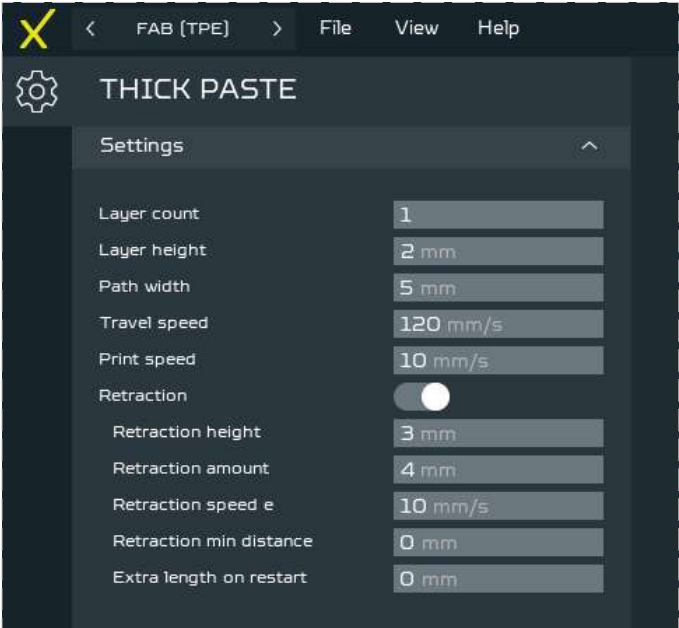 < FAB (TPE) > File View Help
THICK PASTE
Settings
Layer count 1
Layer height 2 mm
Path width 5 mm
Travel speed 120 mm/s
Print speed 10 mm/s
Retraction
Retraction height 3 mm
Retraction amount 4 mm
Retraction speed e 10 mm/s
Retraction min distance 0 mm
Extra length on restart 0 mm